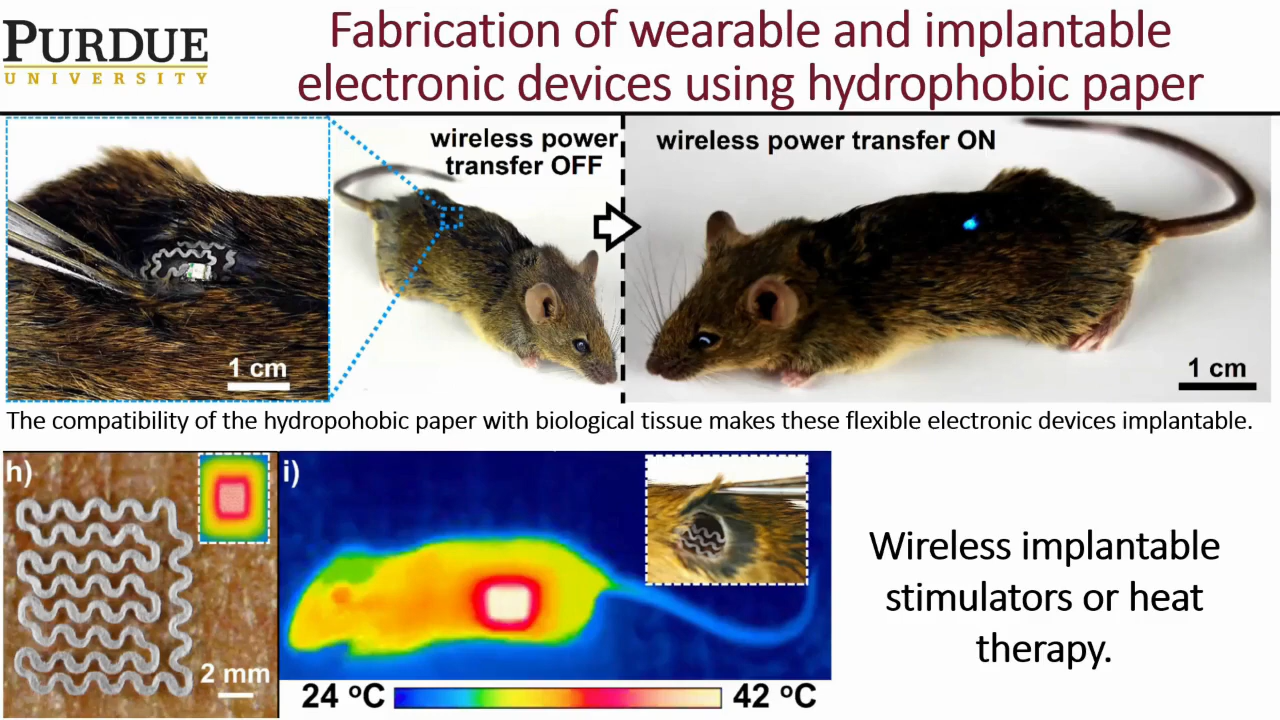 PURDUE
UNIVERSITY
Fabrication of wearable and implantable
electronic devices using hydrophobic paper
wireless power
transfer OFF
wireless power transfer ON
1 cm
1 cm
The compatibility of the hydropohobic paper with biological tissue makes these flexible electronic devices implantable.
h)
i)
2 mm
24 ºC
42 ºC
Wireless implantable
stimulators or heat
therapy.